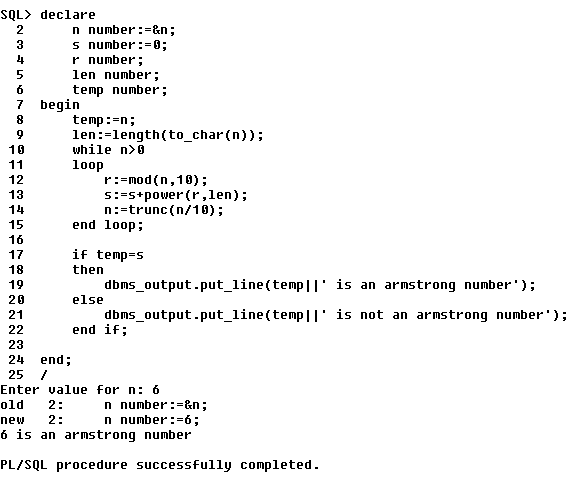 SQL> declare
  2      n number:=&n;
  3      s number:=0;
  4      r number;
  5      len number;
  6      temp number;
  7  begin
  8      temp:=n;
  9      len:=length(to_char(n));
 10      while n>0
 11      loop
 12          r:=mod(n,10);
 13          s:=s+power(r,len);
 14          n:=trunc(n/10);
 15      end loop;
 16
 17      if temp=s
 18      then
 19          dbms_output.put_line(temp||' is an armstrong number');
 20      else
 21          dbms_output.put_line(temp||' is not an armstrong number');
 22      end if;
 23
 24  end;
 25  /
Enter value for n: 6
old   2:     n number:=&n;
new   2:     n number:=6;
6 is an armstrong number

PL/SQL procedure successfully completed.